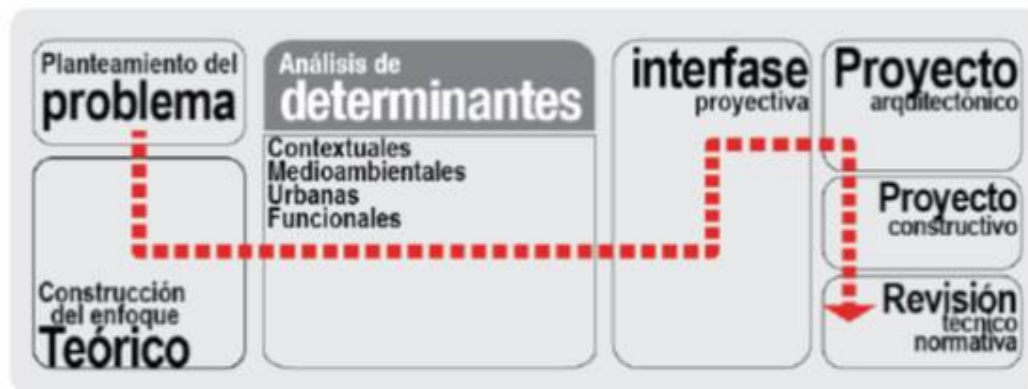 Planteamiento del
problema
Construcción
del enfoque
Teórico
Análisis de
determinantes
Contextuales
Medioambientales
Urbanas
Funcionales
interfase
proyectiva
Proyecto
arquitectónico
Proyecto
constructivo
Revisión
técnico
normativa